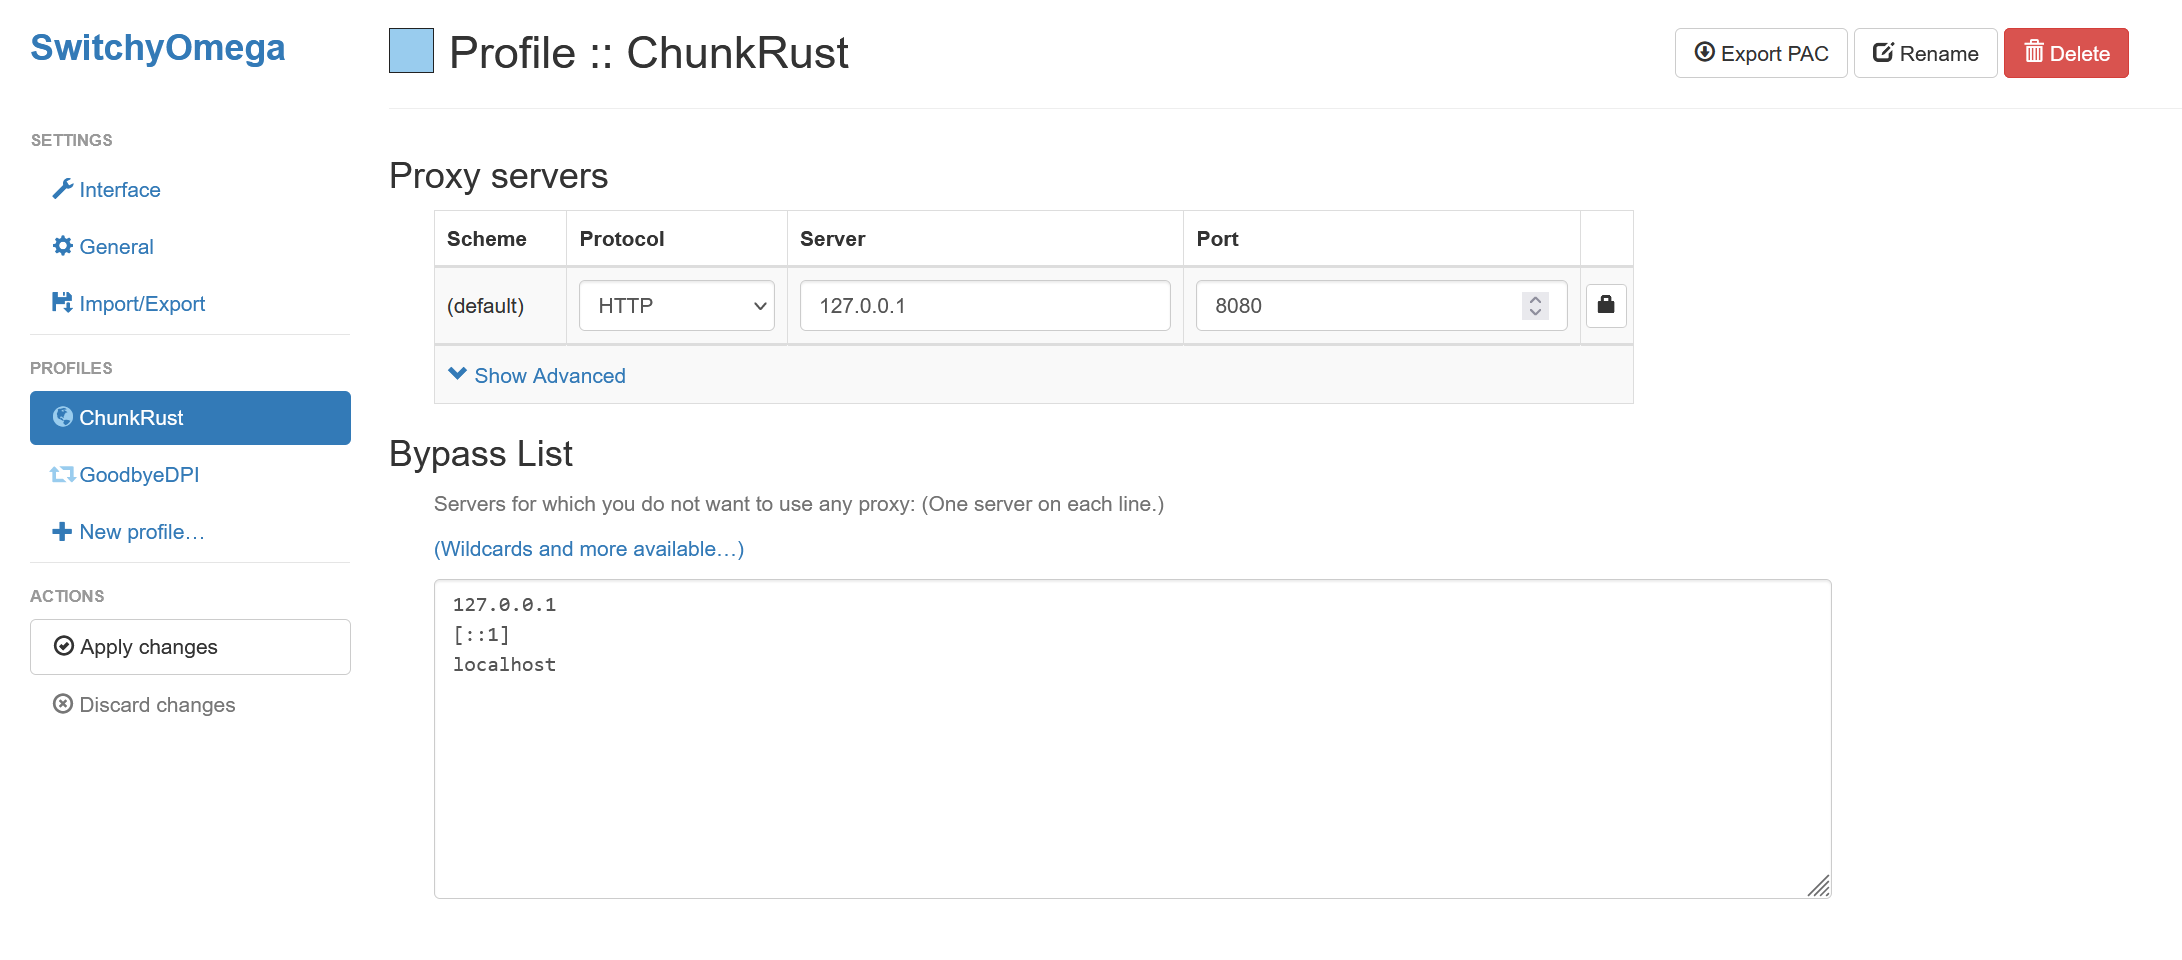 SwitchyOmega
SETTINGS
Interface
General
Import/Export
PROFILES
ChunkRust
GoodbyeDPI
New profile…
ACTIONS
Apply changes
Discard changes
Profile :: ChunkRust
Export PAC
Rename
Delete
Proxy servers
Scheme Protocol Server Port
(default) HTTP 127.0.0.1 8080
Show Advanced
Bypass List
Servers for which you do not want to use any proxy: (One server on each line.)
(Wildcards and more available…)
127.0.0.1
[::1]
localhost